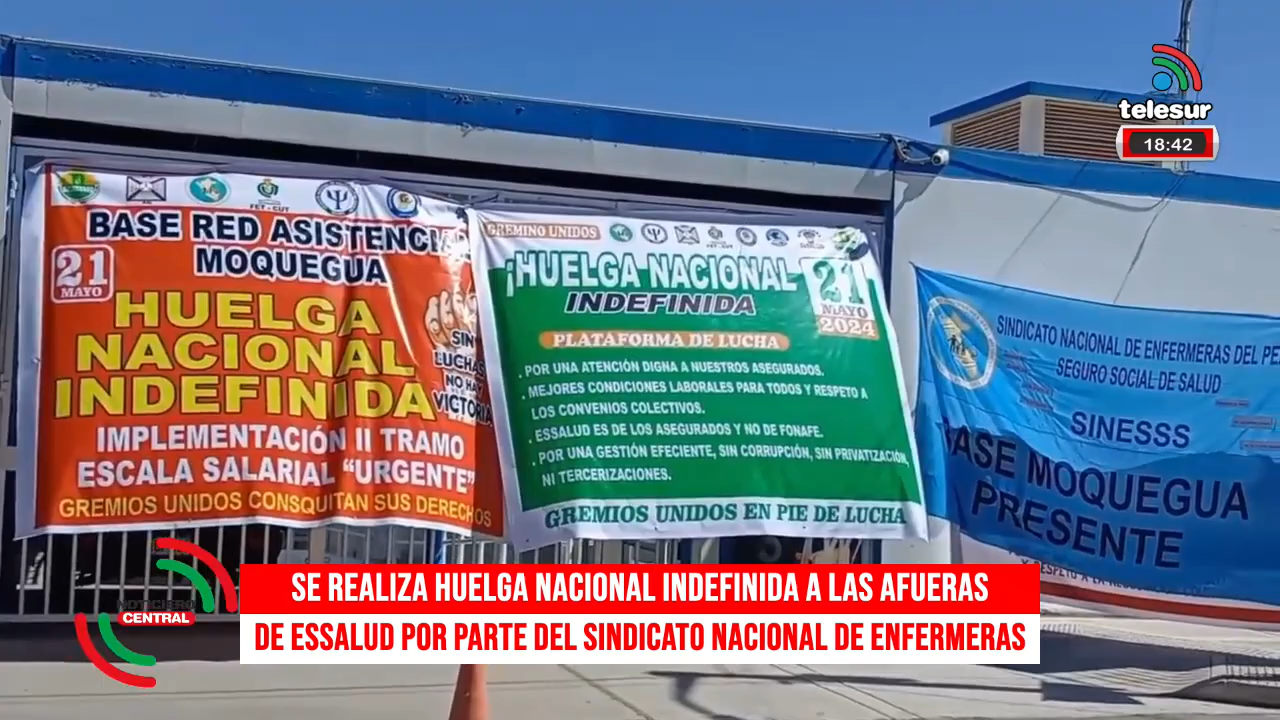 telesur
18:42
FET - CUT
BASE RED ASISTENCIA
MOQUEGUA
21
MAYO
HUELGA
NACIONAL
INDEFINIDA
SIN
LUCHAS
NO HAY
VICTORIA
IMPLEMENTACIÓN II TRAMO
ESCALA SALARIAL "URGENTE"
GREMIOS UNIDOS CONSQUITAN SUS DERECHOS
GREMINO UNIDOS
¡HUELGA NACIONAL
INDEFINIDA
21
MAYO
2024
PLATAFORMA DE LUCHA
. POR UNA ATENCIÓN DIGNA A NUESTROS ASEGURADOS.
. MEJORES CONDICIONES LABORALES PARA TODOS Y RESPETO A
LOS CONVENIOS COLECTIVOS.
. ESSALUD ES DE LOS ASEGURADOS Y NO DE FONAFE.
. POR UNA GESTIÓN EFECIENTE, SIN CORRUPCIÓN, SIN PRIVATIZACIÓN,
NI TERCERIZACIONES.
GREMIOS UNIDOS EN PIE DE LUCHA
SINDICATO NACIONAL DE ENFERMERAS DEL PE
SEGURO SOCIAL DE SALUD
SINESSS
BASE MOQUEGUA
PRESENTE
NOTICIERO
CENTRAL
SE REALIZA HUELGA NACIONAL INDEFINIDA A LAS AFUERAS
DE ESSALUD POR PARTE DEL SINDICATO NACIONAL DE ENFERMERAS